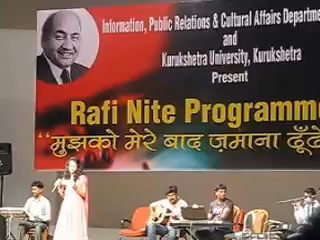 Information, Public Relations & Cultural Affairs Department
and
Kurukshetra University, Kurukshetra
Present
Rafi Nite Programme
“मुझको मेरे बाद ज़माना ढूँढे